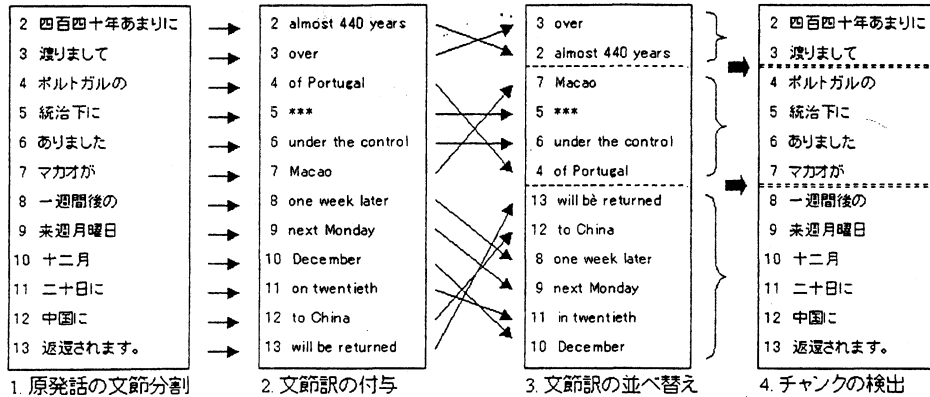 2 四百四十年あまりに
3 渡りまして
4 ポルトガルの
5 統治下に
6 ありました
7 マカオが
8 一週間後の
9 来週月曜日
10 十二月
11 二十日に
12 中国に
13 返還されます。
1. 原発話の文節分割
2 almost 440 years
3 over
4 of Portugal
5 ***
6 under the control
7 Macao
8 one week later
9 next Monday
10 December
11 on twentieth
12 to China
13 will be returned
2. 文節訳の付与
3 over
2 almost 440 years
7 Macao
5 ***
6 under the control
4 of Portugal
13 will be returned
12 to China
8 one week later
9 next Monday
11 in twentieth
10 December
3. 文節訳の並べ替え
2 四百四十年あまりに
3 渡りまして
4 ポルトガルの
5 統治下に
6 ありました
7 マカオが
8 一週間後の
9 来週月曜日
10 十二月
11 二十日に
12 中国に
13 返還されます。
4. チャンクの検出